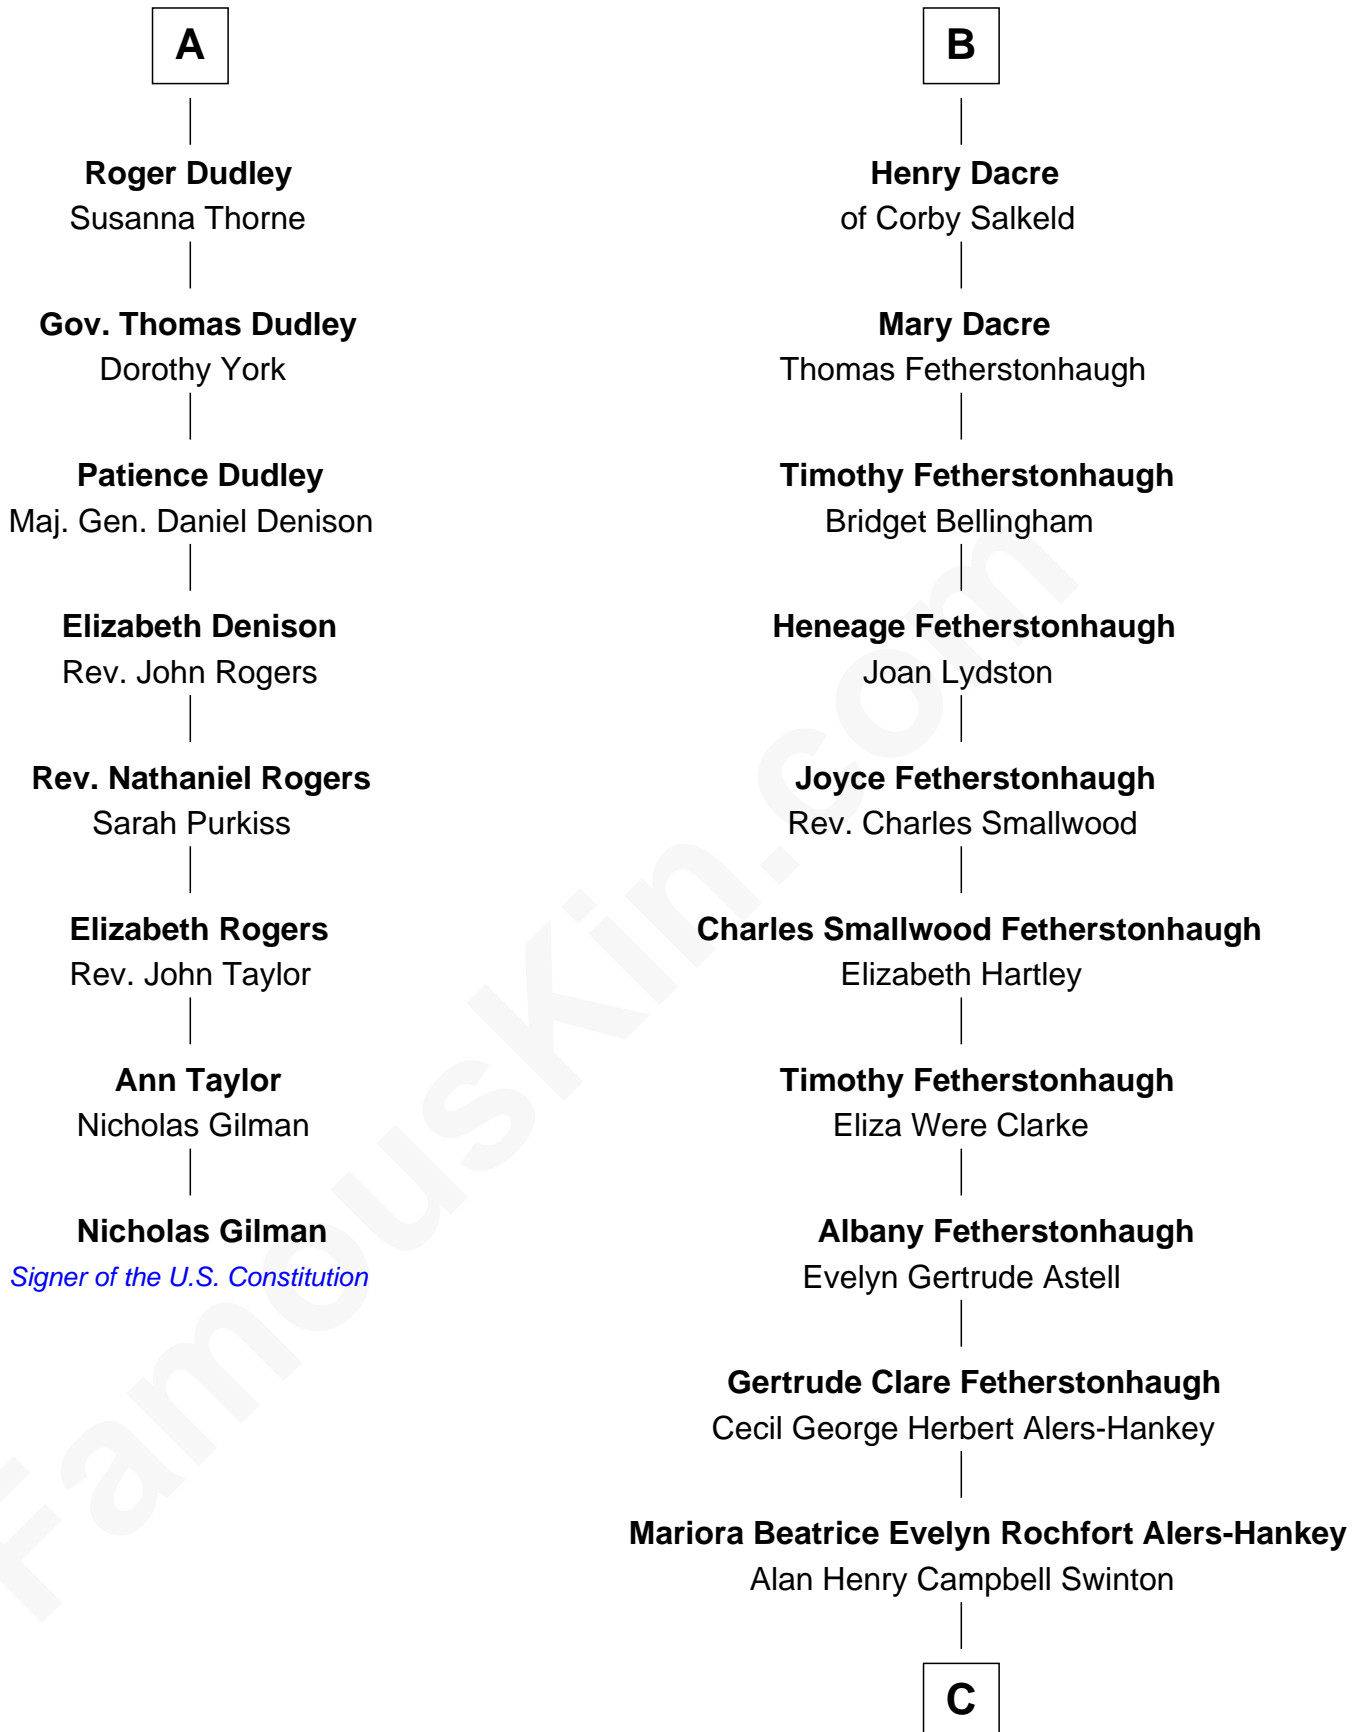 A
Roger Dudley
Susanna Thorne
Gov. Thomas Dudley
Dorothy York
Patience Dudley
Maj. Gen. Daniel Denison
Elizabeth Denison
Rev. John Rogers
Rev. Nathaniel Rogers
Sarah Purkiss
Elizabeth Rogers
Rev. John Taylor
Ann Taylor
Nicholas Gilman
Nicholas Gilman
Signer of the U.S. Constitution
B
Henry Dacre
of Corby Salkeld
Mary Dacre
Thomas Fetherstonhaugh
Timothy Fetherstonhaugh
Bridget Bellingham
Heneage Fetherstonhaugh
Joan Lydston
Joyce Fetherstonhaugh
Rev. Charles Smallwood
Charles Smallwood Fetherstonhaugh
Elizabeth Hartley
Timothy Fetherstonhaugh
Eliza Were Clarke
Albany Fetherstonhaugh
Evelyn Gertrude Astell
Gertrude Clare Fetherstonhaugh
Cecil George Herbert Alers-Hankey
Mariora Beatrice Evelyn Rochfort Alers-Hankey
Alan Henry Campbell Swinton
C
FamousKin.com